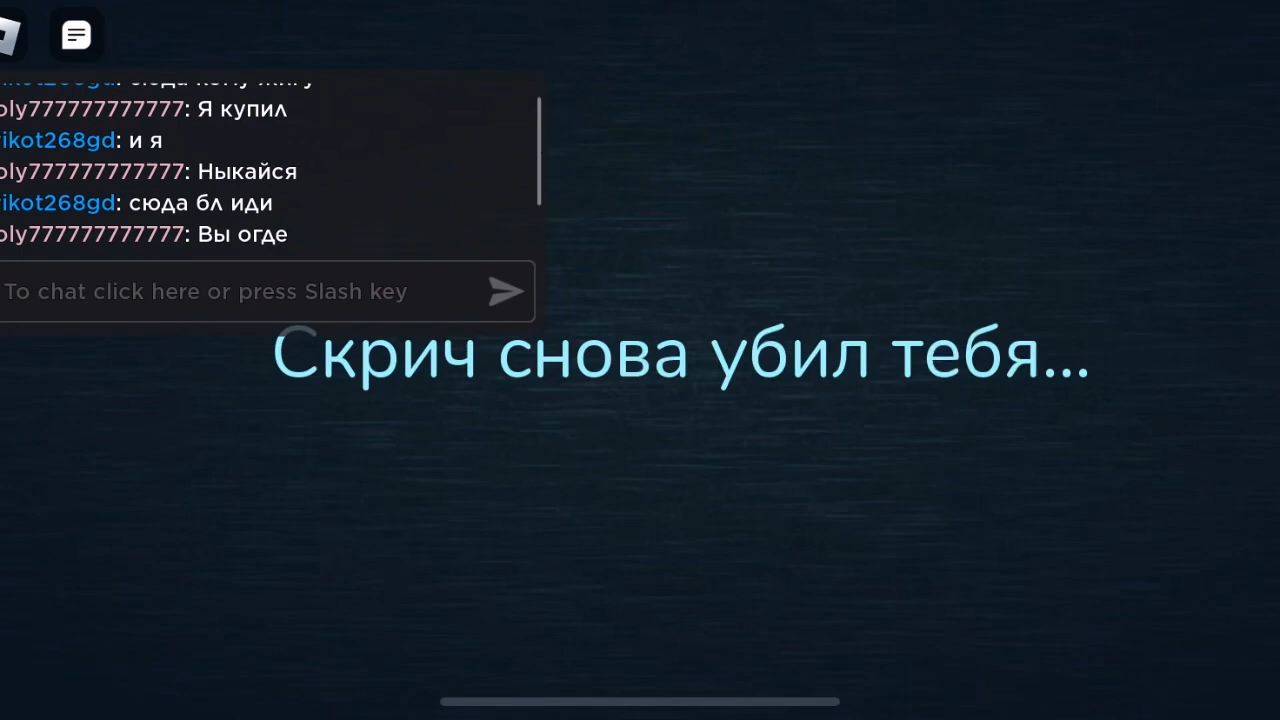 oly777777777777: Я купил
ikot268gd: и я
oly777777777777: Ныкайся
ikot268gd: сюда бл иди
oly777777777777: Вы огде
To chat click here or press Slash key
Скрич снова убил тебя...